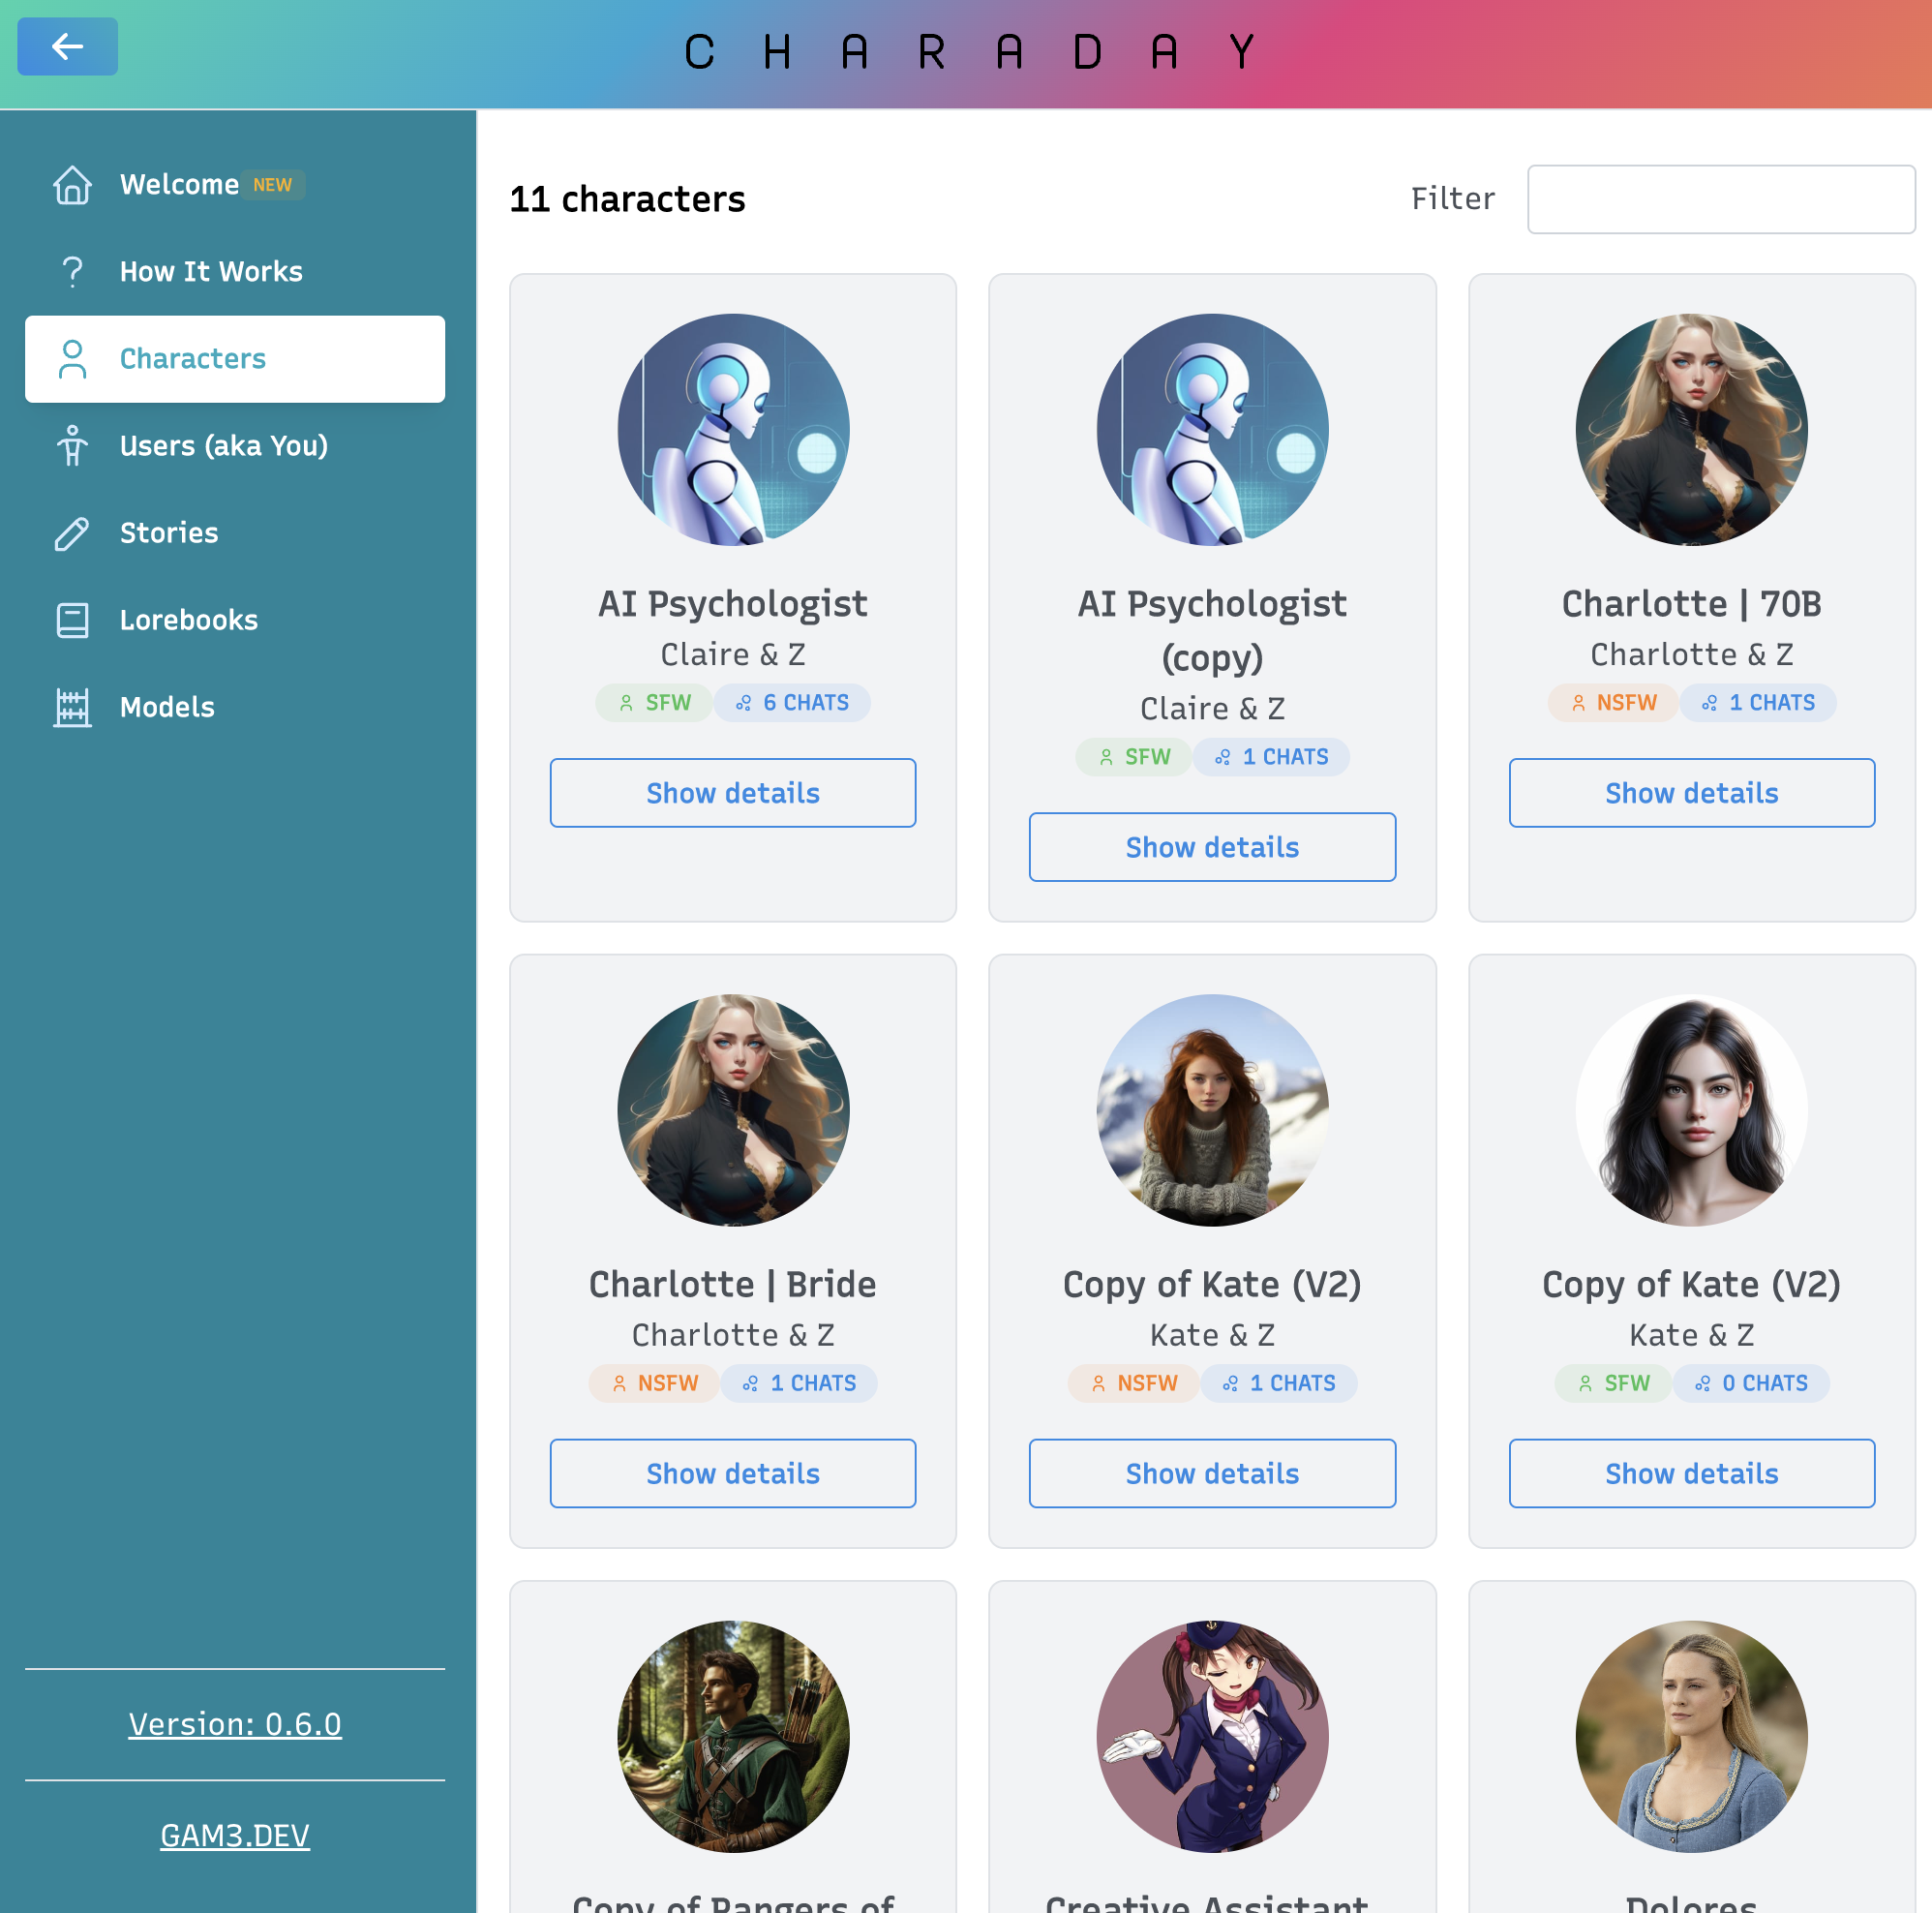 CHARADAY
Welcome NEW
How It Works
Characters
Users (aka You)
Stories
Lorebooks
Models
Version: 0.6.0
GAM3.DEV
11 characters
Filter
AI Psychologist
Claire & Z
SFW 6 CHATS
Show details
AI Psychologist
(copy)
Claire & Z
SFW 1 CHATS
Show details
Charlotte | 70B
Charlotte & Z
NSFW 1 CHATS
Show details
Charlotte | Bride
Charlotte & Z
NSFW 1 CHATS
Show details
Copy of Kate (V2)
Kate & Z
NSFW 1 CHATS
Show details
Copy of Kate (V2)
Kate & Z
SFW 0 CHATS
Show details
Copy of Rangers of
Creative Assistant
Dolores